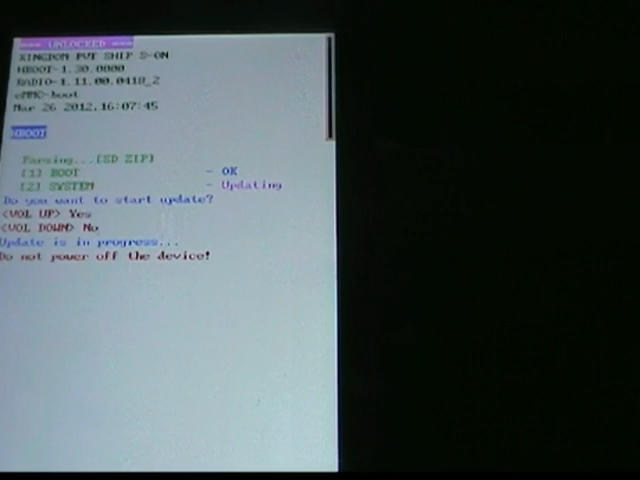 *** UNLOCKED ***
KINGDOM PVT SHIP S-ON
HBOOT-1.30.0000
RADIO-1.11.00.0418_2
eMMC-boot
Mar 26 2012,16:07:45
HBOOT
Parsing...[SD ZIP]
[1] BOOT - OK
[2] SYSTEM - Updating
Do you want to start update?
<VOL UP> Yes
<VOL DOWN> No
Update is in progress...
Do not power off the device!